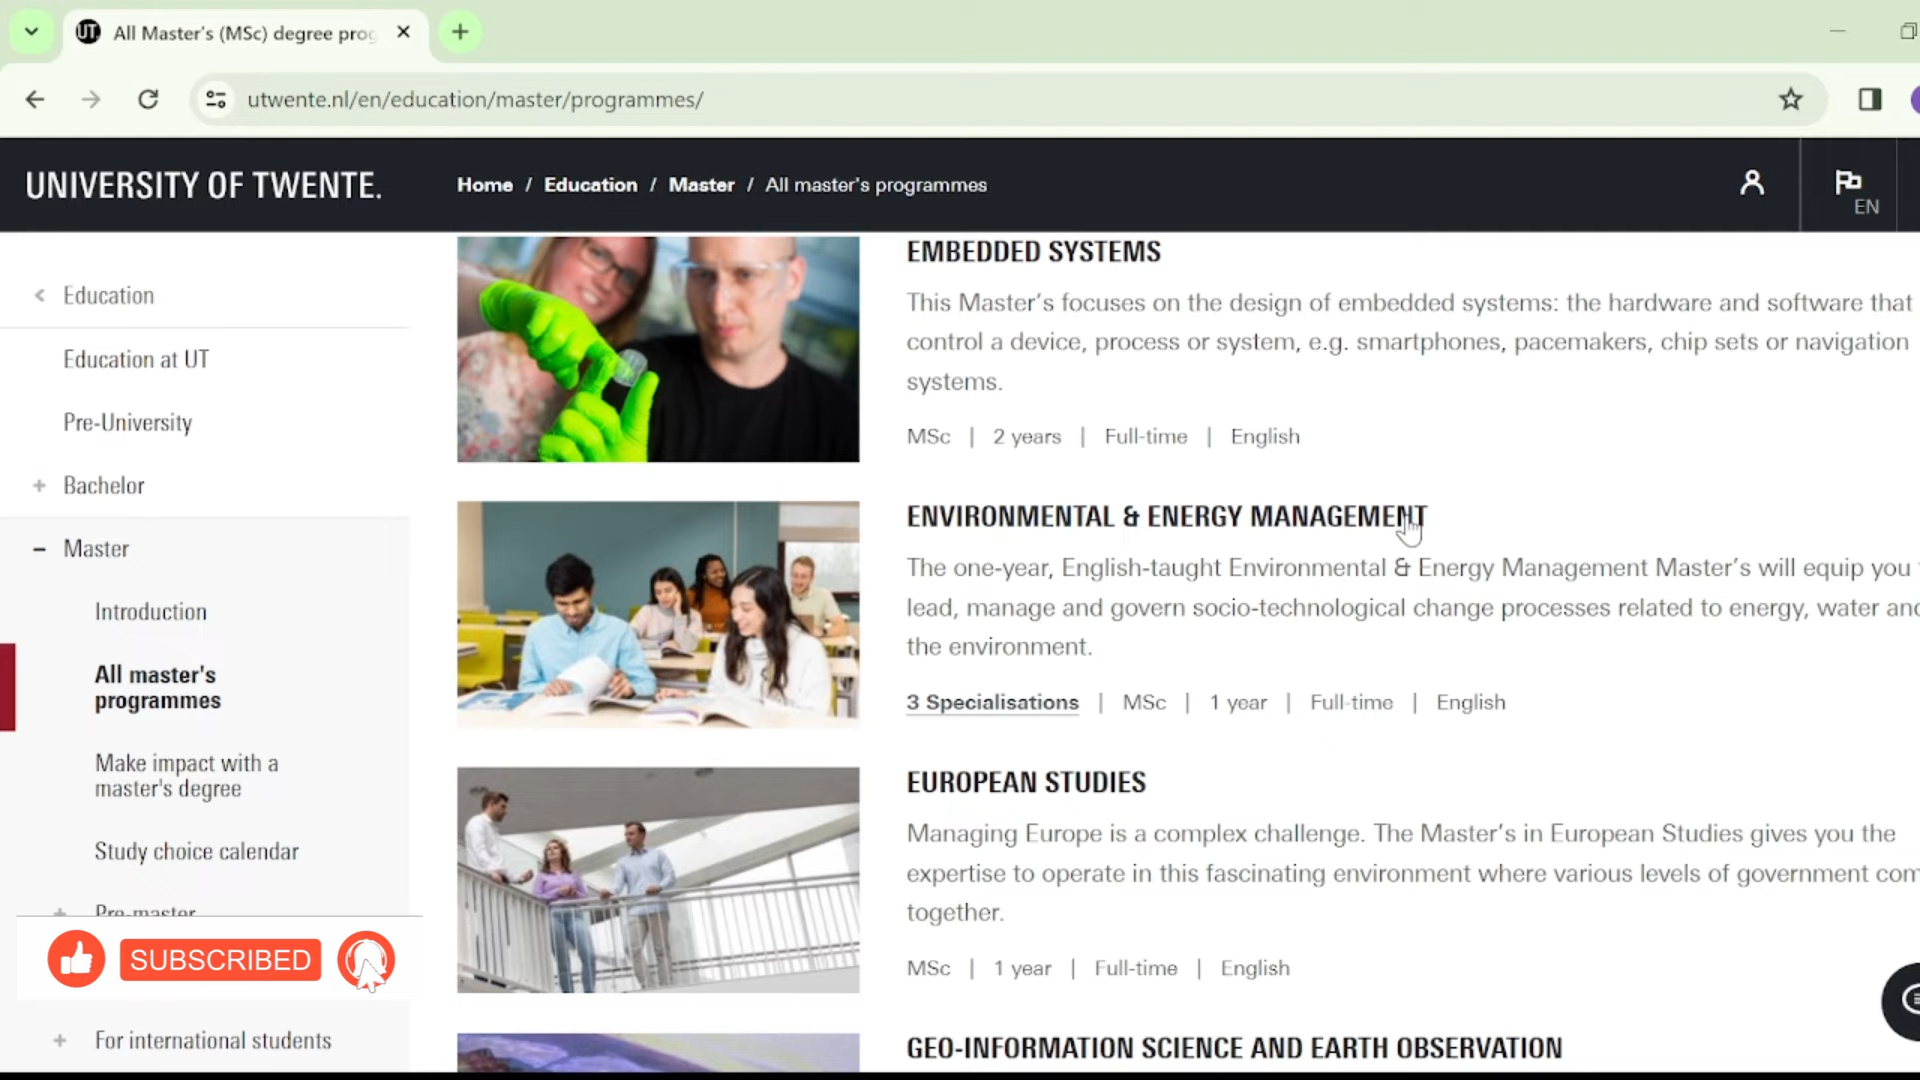 UT. All Master's (MSc) degree prog
utwente.nl/en/education/master/programmes/
UNIVERSITY OF TWENTE.
Home / Education / Master / All master's programmes
EN
Education
Education at UT
Pre-University
Bachelor
Master
Introduction
All master's
programmes
Make impact with a
master's degree
Study choice calendar
Pre-master
SUBSCRIBED
For international students
EMBEDDED SYSTEMS
This Master's focuses on the design of embedded systems: the hardware and software that
control a device, process or system, e.g. smartphones, pacemakers, chip sets or navigation
systems.
MSc | 2 years | Full-time | English
ENVIRONMENTAL & ENERGY MANAGEMENT
The one-year, English-taught Environmental & Energy Management Master's will equip you
lead, manage and govern socio-technological change processes related to energy, water and
the environment.
3 Specialisations | MSc | 1 year | Full-time | English
EUROPEAN STUDIES
Managing Europe is a complex challenge. The Master's in European Studies gives you the
expertise to operate in this fascinating environment where various levels of government com
together.
MSc | 1 year | Full-time | English
GEO-INFORMATION SCIENCE AND EARTH OBSERVATION